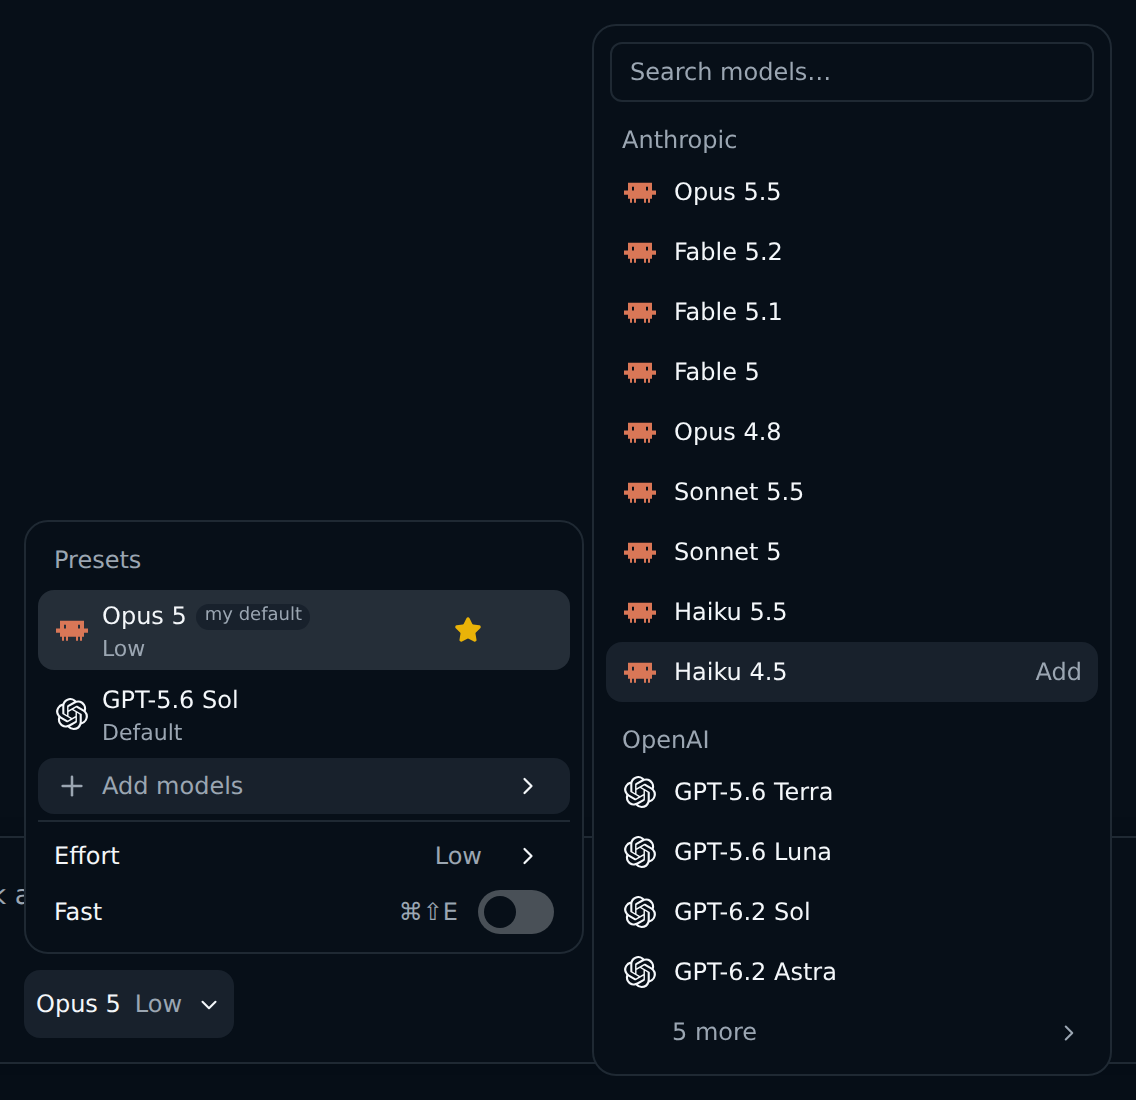 Search models...
Anthropic
Opus 5.5
Fable 5.2
Fable 5.1
Fable 5
Opus 4.8
Sonnet 5.5
Sonnet 5
Haiku 5.5
Haiku 4.5 Add
OpenAI
GPT-5.6 Terra
GPT-5.6 Luna
GPT-6.2 Sol
GPT-6.2 Astra
5 more
Presets
Opus 5 my default
Low
GPT-5.6 Sol
Default
Add models
Effort Low
Fast ⌘⇧E
Opus 5 Low